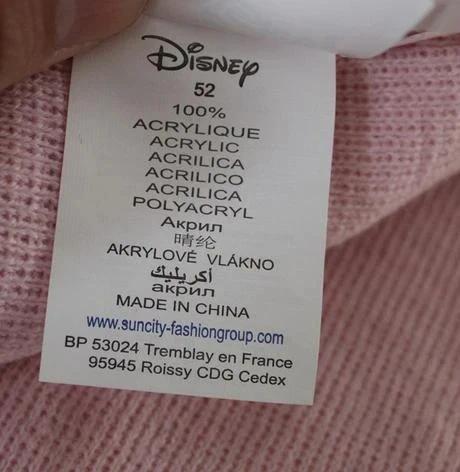 Disney
52
100%
ACRYLIQUE
ACRYLIC
ACRILICA
ACRILICO
ACRILICA
POLYACRYL
Акрил
晴纶
AKRYLOVÉ VLÁKNO
أكريليك
акрил
MADE IN CHINA
www.suncity-fashiongroup.com
BP 53024 Tremblay en France
95945 Roissy CDG Cedex